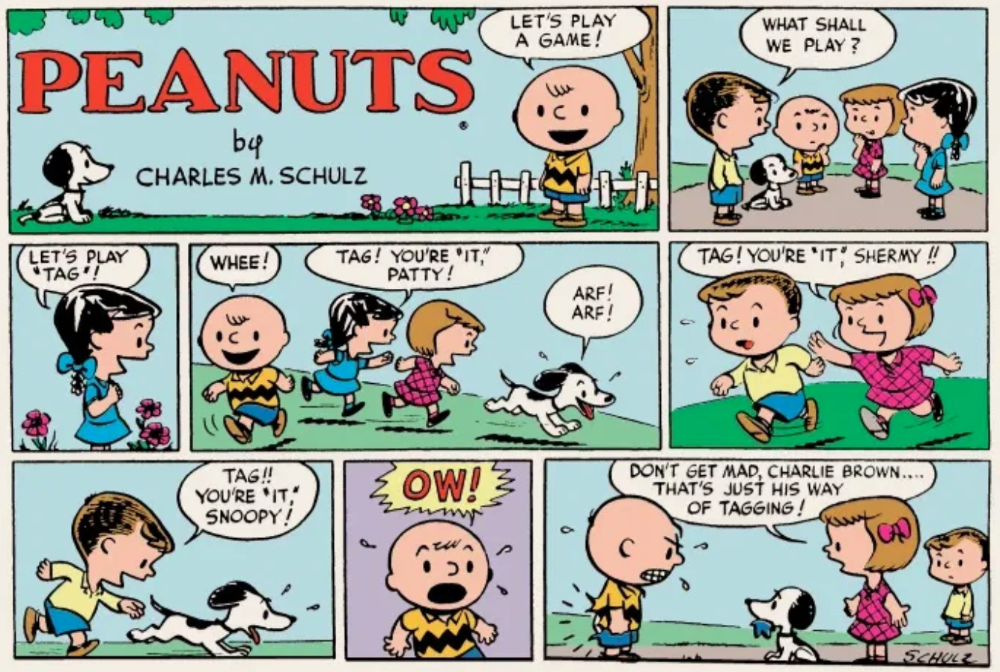 PEANUTS
by
CHARLES M. SCHULZ
LET'S PLAY
A GAME!
WHAT SHALL
WE PLAY?
LET'S PLAY
"TAG"!
WHEE!
TAG! YOU'RE "IT,"
PATTY!
ARF!
ARF!
TAG! YOU'RE "IT", SHERMY!!
TAG!!
YOU'RE "IT,"
SNOOPY!
OW!
DON'T GET MAD, CHARLIE BROWN....
THAT'S JUST HIS WAY
OF TAGGING!
SCHULZ